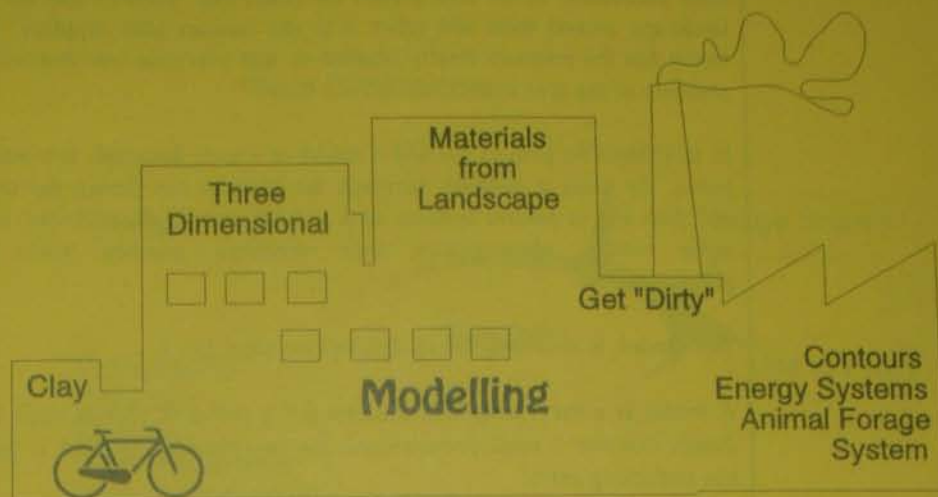 Materials
from
Landscape
Three
Dimensional
Get "Dirty"
Clay
Modelling
Contours
Energy Systems
Animal Forage
System